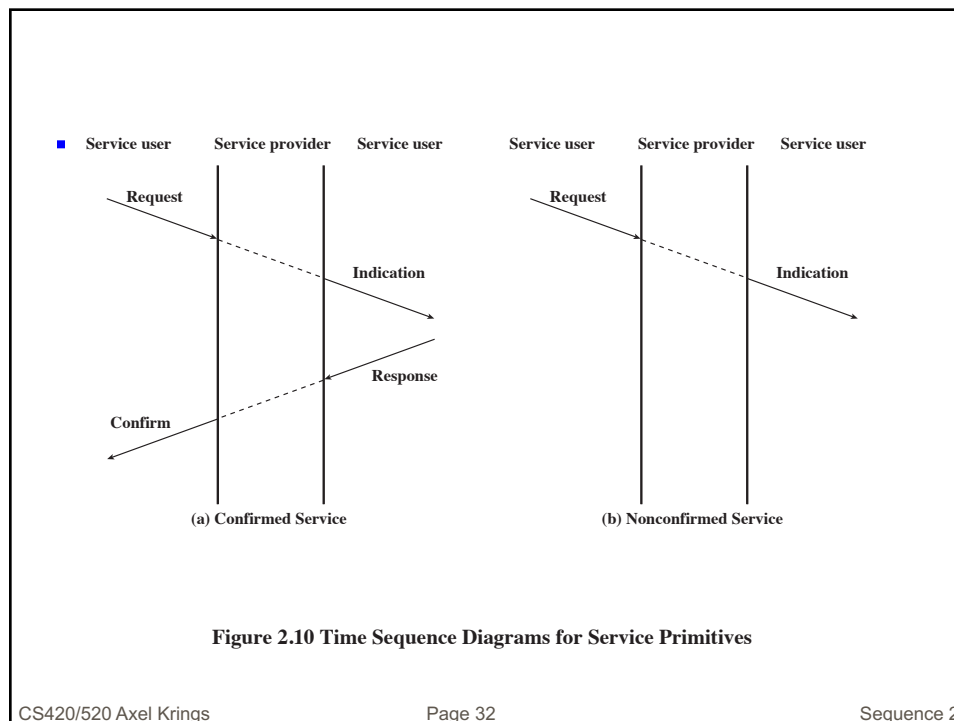 Service user Service provider Service user Service user Service provider Service user
Request Request
Indication Indication
Response
Confirm
(a) Confirmed Service (b) Nonconfirmed Service
Figure 2.10 Time Sequence Diagrams for Service Primitives
CS420/520 Axel Krings Page 32 Sequence 2